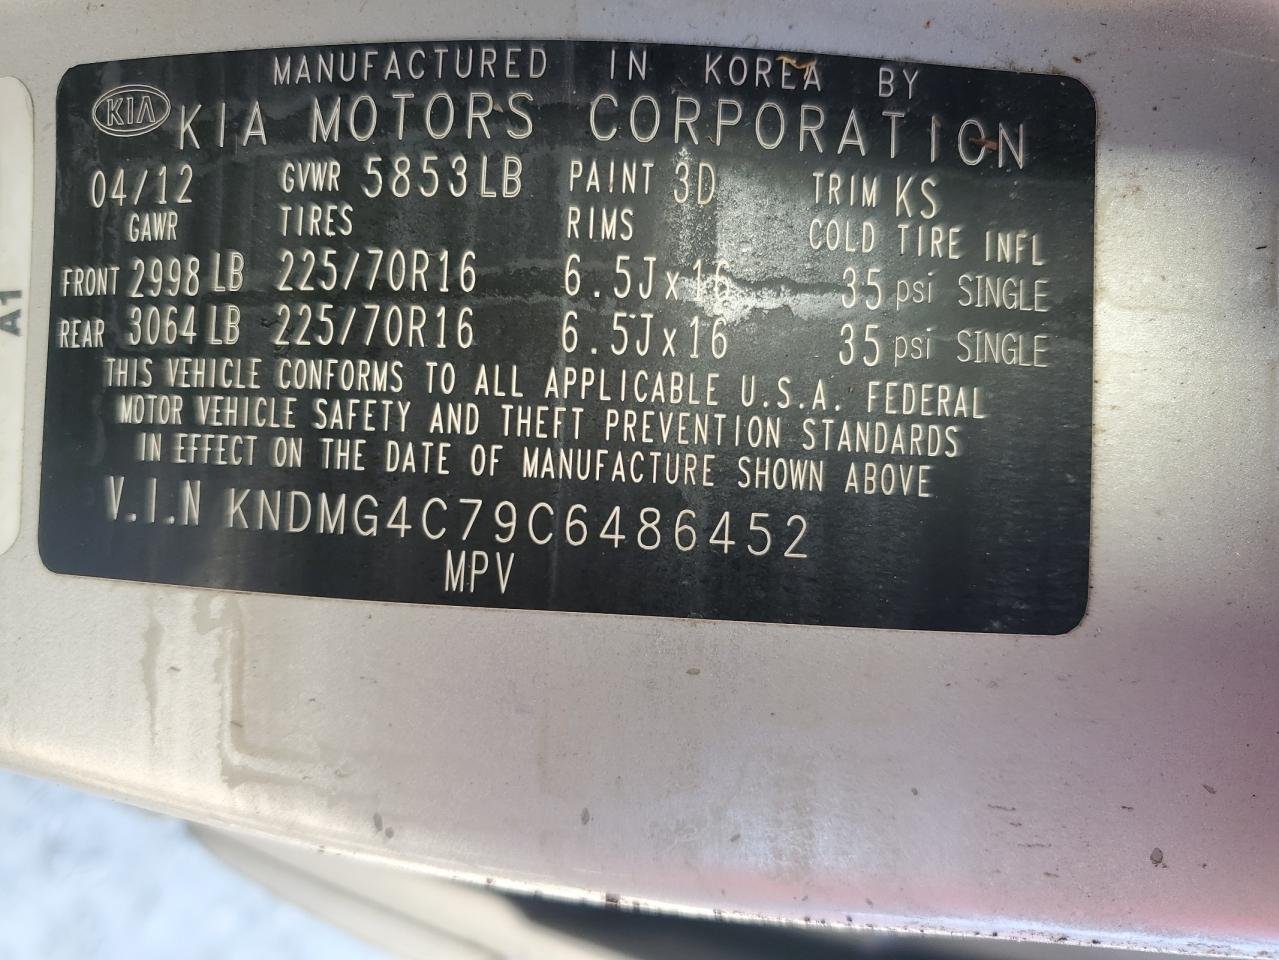 MANUFACTURED IN KOREA BY
KIA KIA MOTORS CORPORATION
04/12 GVWR 5853LB PAINT 3D TRIM KS
GAWR TIRES RIMS COLD TIRE INFL
FRONT 2998 LB 225/70R16 6.5J x 16 35 psi SINGLE
REAR 3064 LB 225/70R16 6.5J x 16 35 psi SINGLE
THIS VEHICLE CONFORMS TO ALL APPLICABLE U.S.A. FEDERAL
MOTOR VEHICLE SAFETY AND THEFT PREVENTION STANDARDS
IN EFFECT ON THE DATE OF MANUFACTURE SHOWN ABOVE
V.I.N KNDMG4C79C6486452
MPV
A1